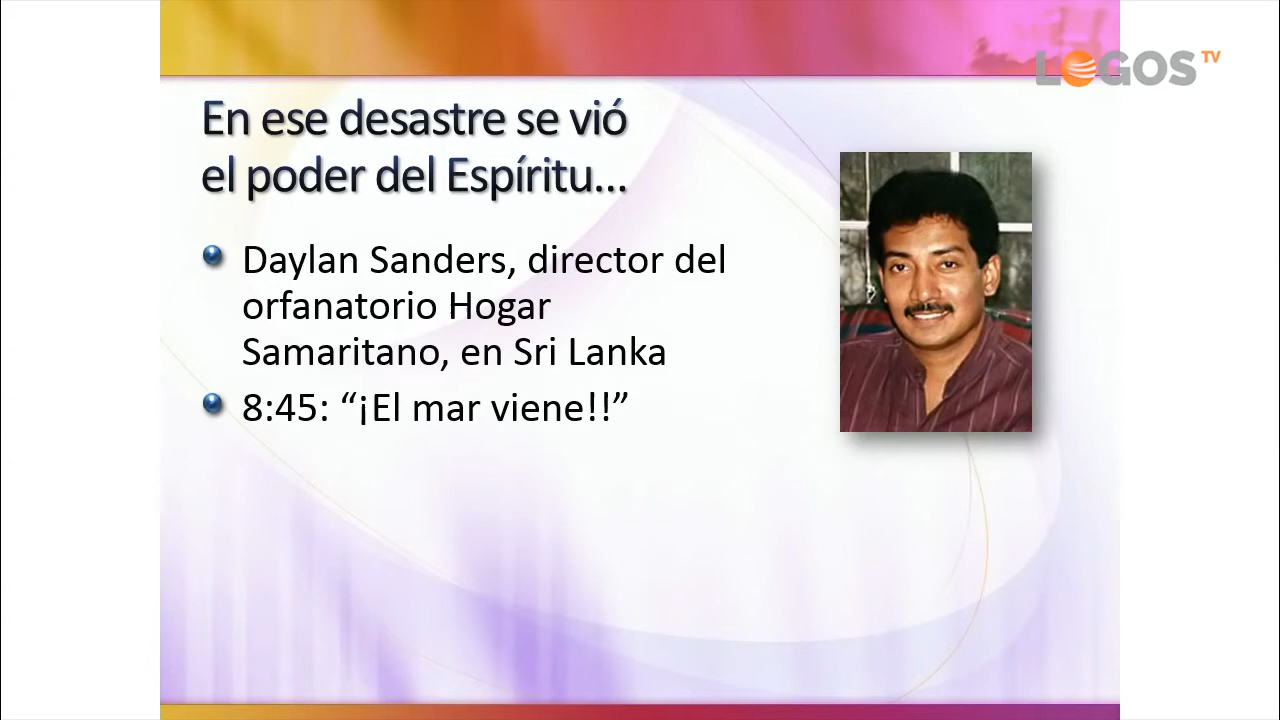 LOGOS TV
En ese desastre se vió
el poder del Espíritu...
Daylan Sanders, director del
orfanatorio Hogar
Samaritano, en Sri Lanka
8:45: “¡El mar viene!!”